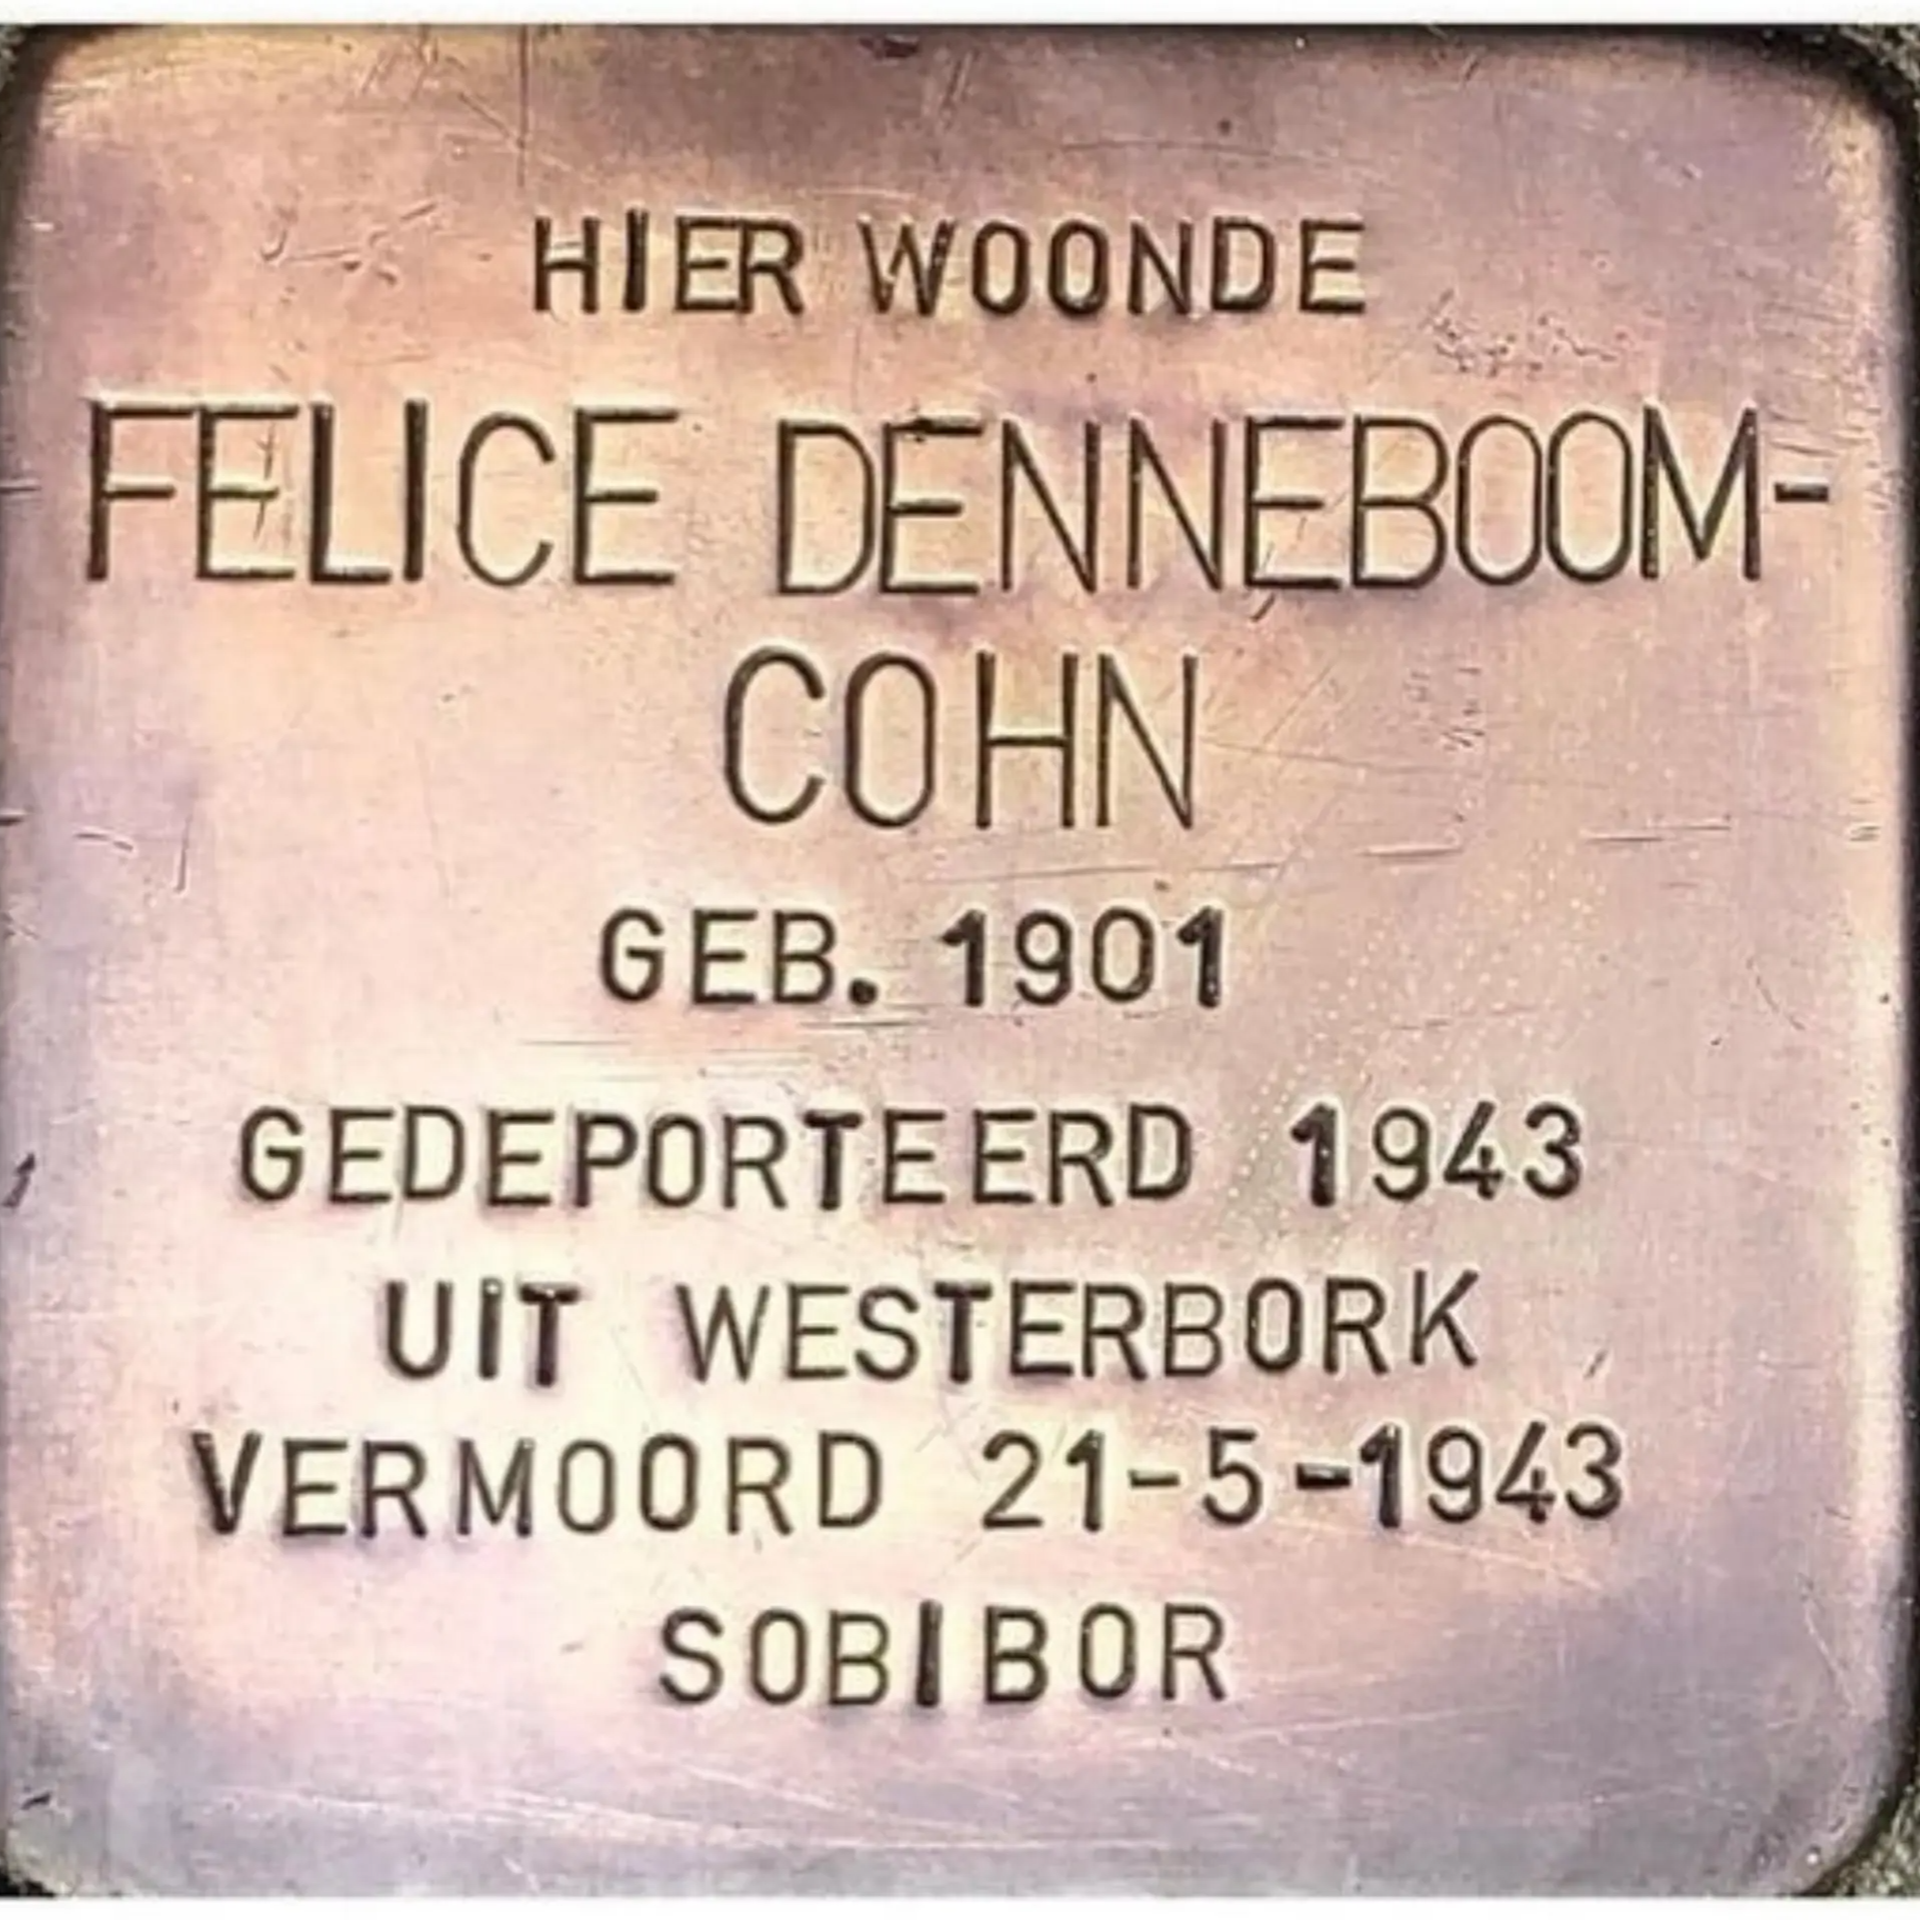 HIER WOONDE
FELICE DENNEBOOM-
COHN
GEB. 1901
GEDEPORTEERD 1943
UIT WESTERBORK
VERMOORD 21-5-1943
SOBIBOR